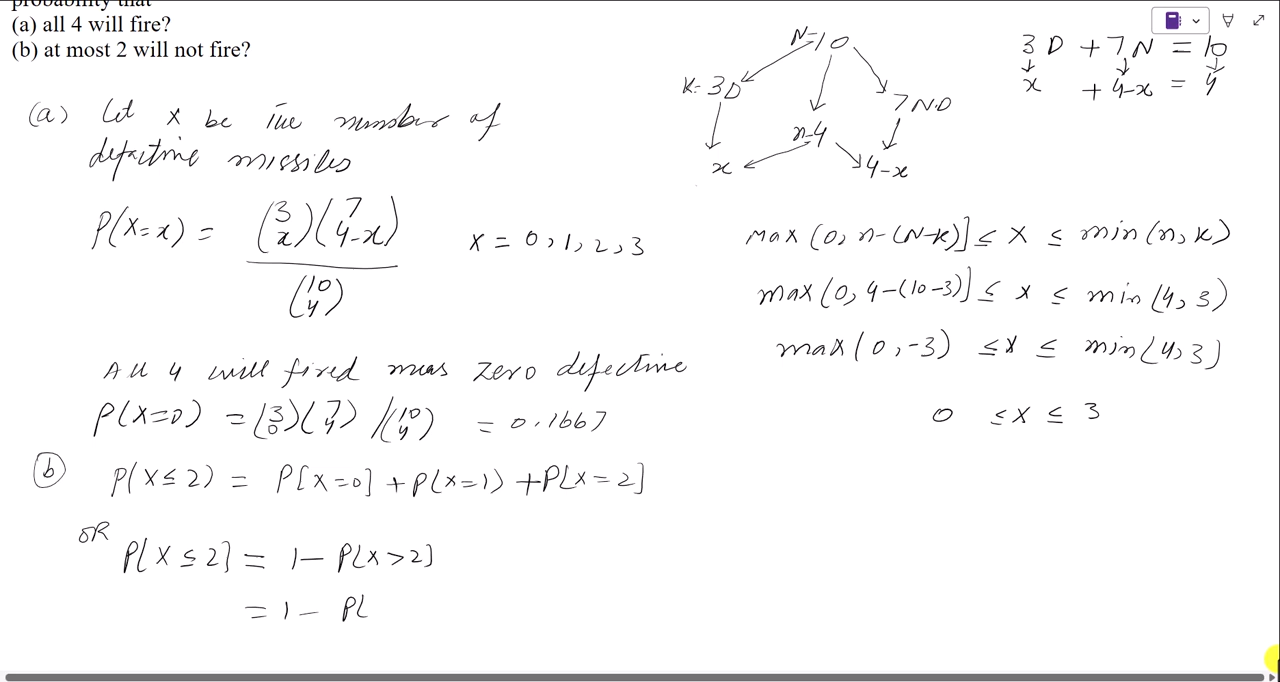 probability that
(a) all 4 will fire?
(b) at most 2 will not fire?
(a) Let x be the number of
defective missiles
P(X=x) = (3 x)(7 4-x) / (10 4)    x = 0, 1, 2, 3
All 4 will fired means zero defective
P(X=0) = (3 0)(7 4) / (10 4) = 0.1667
(b) P(X ≤ 2) = P[X=0] + P(X=1) + P[X=2]
OR
P[X ≤ 2] = 1 - P[X > 2]
= 1 - P[
N=10
K=3D
7 N.D
n=4
x
4-x
3D + 7N = 10
x + 4-x = 4
max (0, n-(N-k)] ≤ x ≤ min(n, k)
max (0, 4-(10-3)] ≤ x ≤ min(4, 3)
max (0, -3) ≤ x ≤ min(4, 3)
0 ≤ x ≤ 3